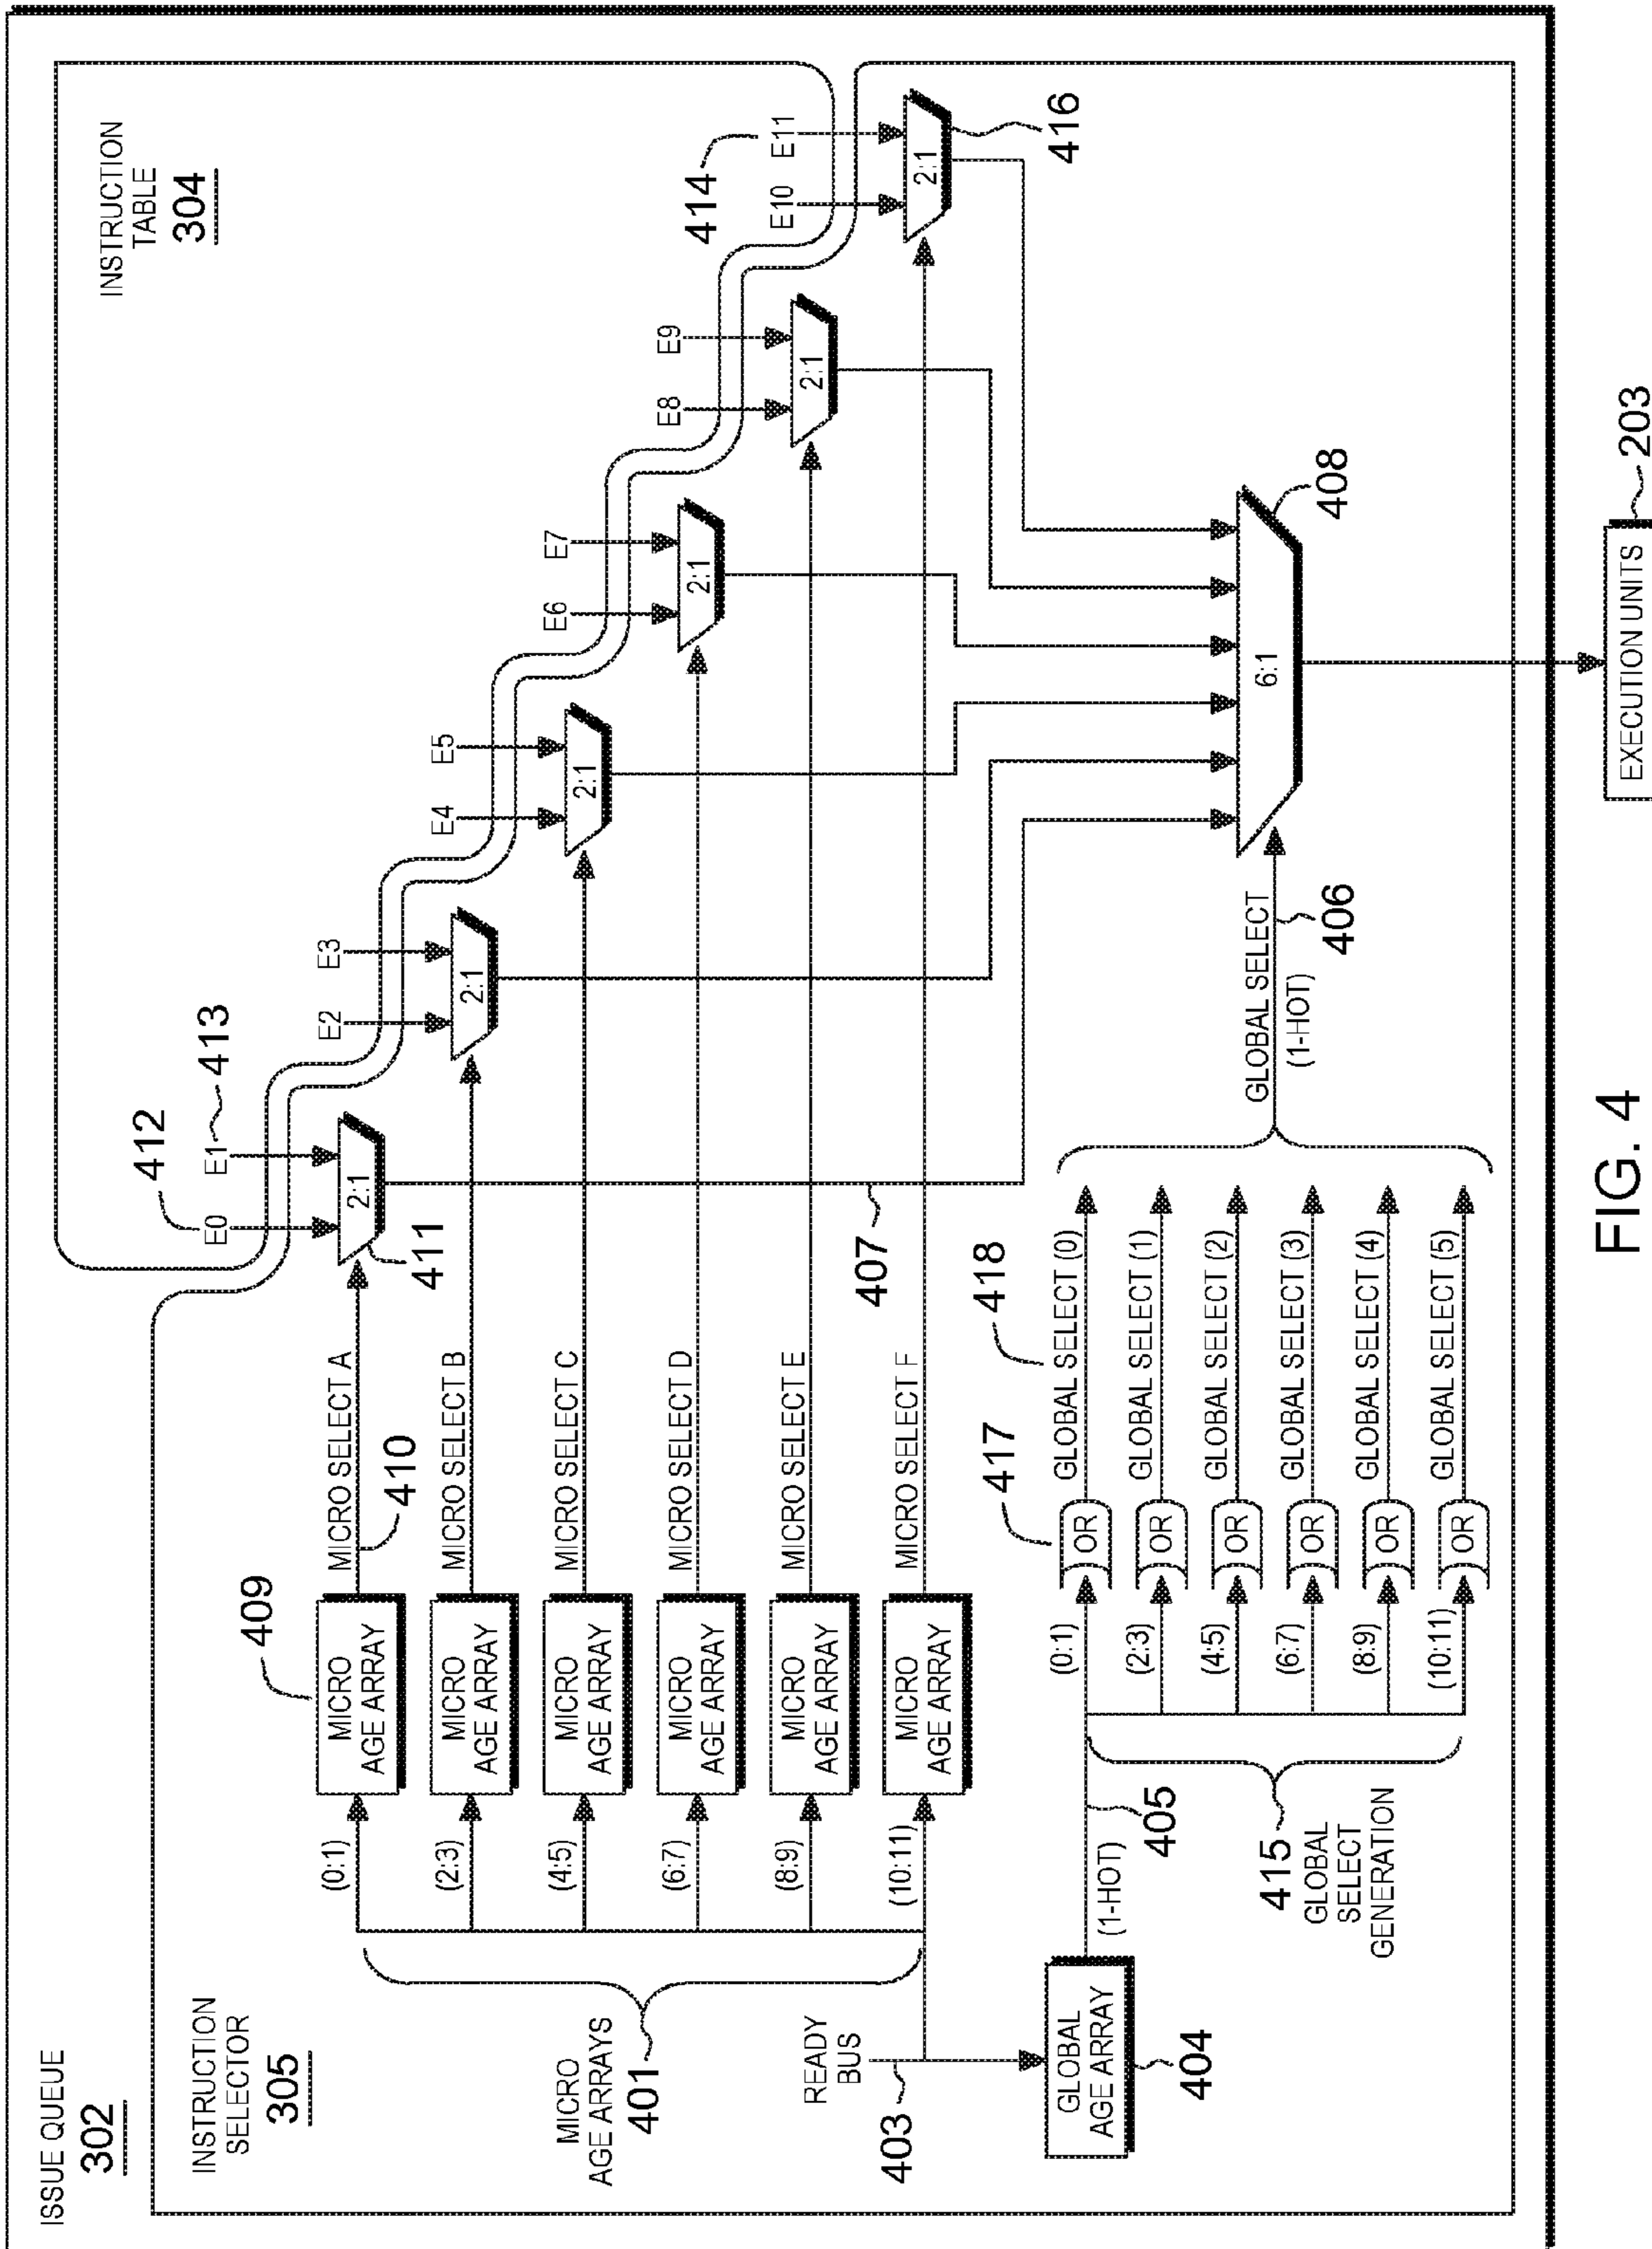 ISSUE QUEUE
302
INSTRUCTION
TABLE
304
INSTRUCTION
SELECTOR
305
412
413
E0
E1
2:1
411
E2
E3
2:1
E4
E5
2:1
E6
E7
2:1
E8
E9
2:1
414
E10
E11
2:1
416
MICRO
AGE ARRAYS
401
409
(0:1)
MICRO
AGE ARRAY
MICRO SELECT A
410
(2:3)
MICRO
AGE ARRAY
MICRO SELECT B
(4:5)
MICRO
AGE ARRAY
MICRO SELECT C
(6:7)
MICRO
AGE ARRAY
MICRO SELECT D
(8:9)
MICRO
AGE ARRAY
MICRO SELECT E
(10:11)
MICRO
AGE ARRAY
MICRO SELECT F
READY
BUS
403
407
GLOBAL
AGE ARRAY
404
(1-HOT)
405
415
GLOBAL
SELECT
GENERATION
417
418
(0:1)
OR
GLOBAL SELECT (0)
(2:3)
OR
GLOBAL SELECT (1)
(4:5)
OR
GLOBAL SELECT (2)
(6:7)
OR
GLOBAL SELECT (3)
(8:9)
OR
GLOBAL SELECT (4)
(10:11)
OR
GLOBAL SELECT (5)
GLOBAL SELECT
(1-HOT)
406
6:1
408
EXECUTION UNITS
203
FIG. 4